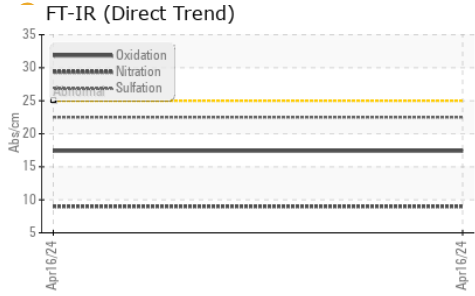 FT-IR (Direct Trend)
35
30
25
20
15
10
5
Abs/cm
Oxidation
Nitration
Sulfation
Abnormal
Apr16/24
Apr16/24